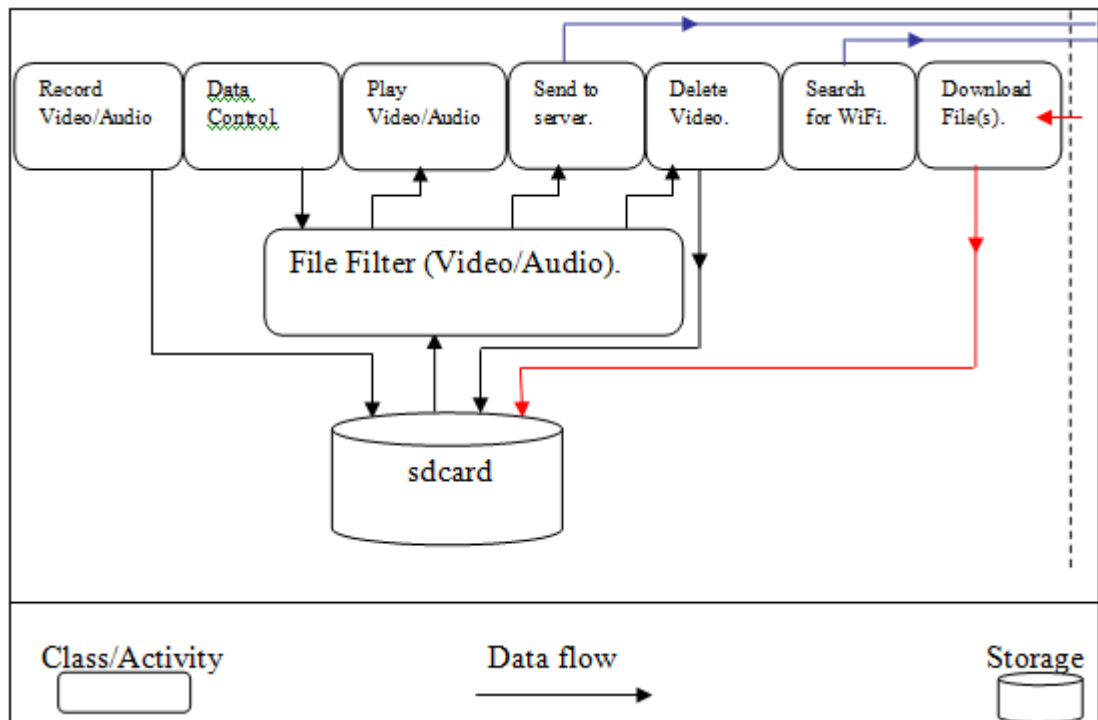 Record
Video/Audio
Data
Control
Play
Video/Audio
Send to
server.
Delete
Video.
Search
for WiFi.
Download
File(s).
File Filter (Video/Audio).
sdcard
Class/Activity
Data flow
Storage